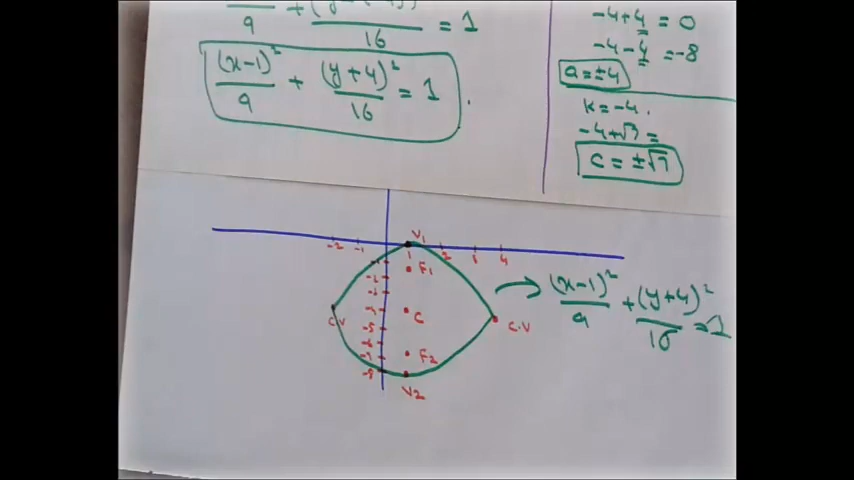 9 16 = 1
(x-1)²/9 + (y+4)²/16 = 1 .
-4+4 = 0
-4-4 = -8
a = ±4
K = -4 .
-4+√7 =
C = ±√7
V1
-2 -1 1 2 3 4
-1
F1
-2
-3
-4 C
C.V C.V
-5
-6
-7 F2
-8
V2
(x-1)²/9 + (y+4)²/16 = 1